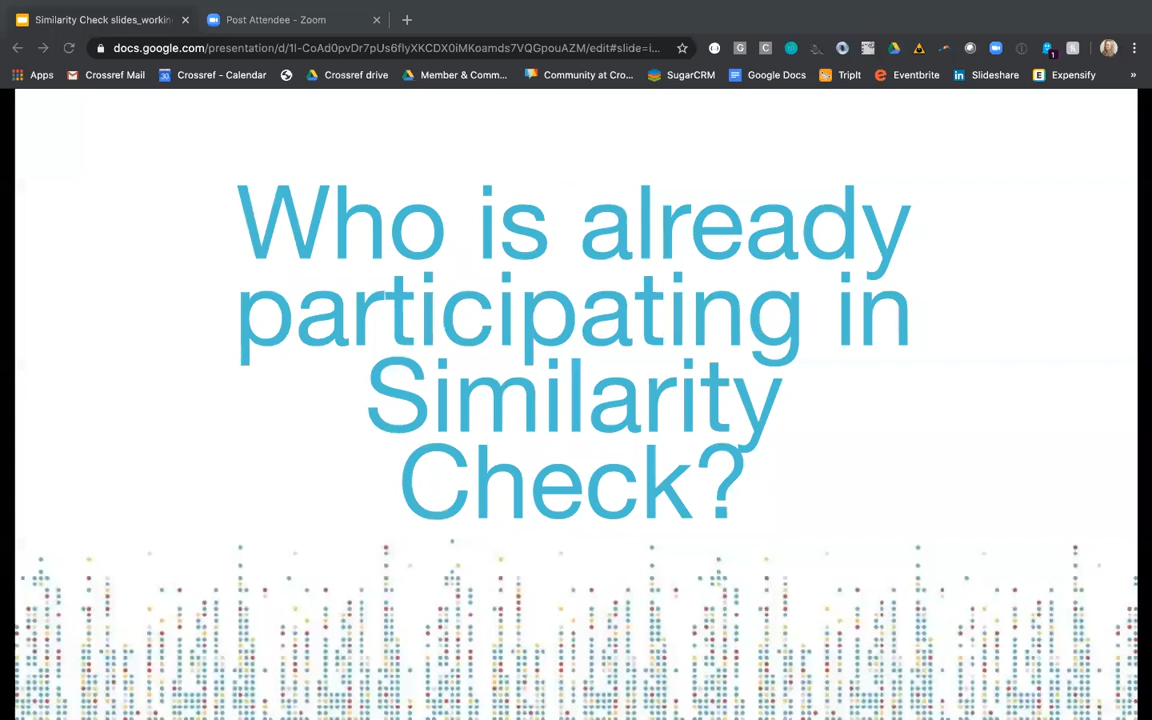 Similarity Check slides_workin
Post Attendee - Zoom
docs.google.com/presentation/d/1l-CoAd0pvDr7pUs6flyXKCDX0iMKoamds7VQGpouAZM/edit#slide=i...
Apps
Crossref Mail
Crossref - Calendar
Crossref drive
Member & Comm...
Community at Cro...
SugarCRM
Google Docs
TripIt
Eventbrite
Slideshare
Expensify
»
Who is already
participating in
Similarity
Check?